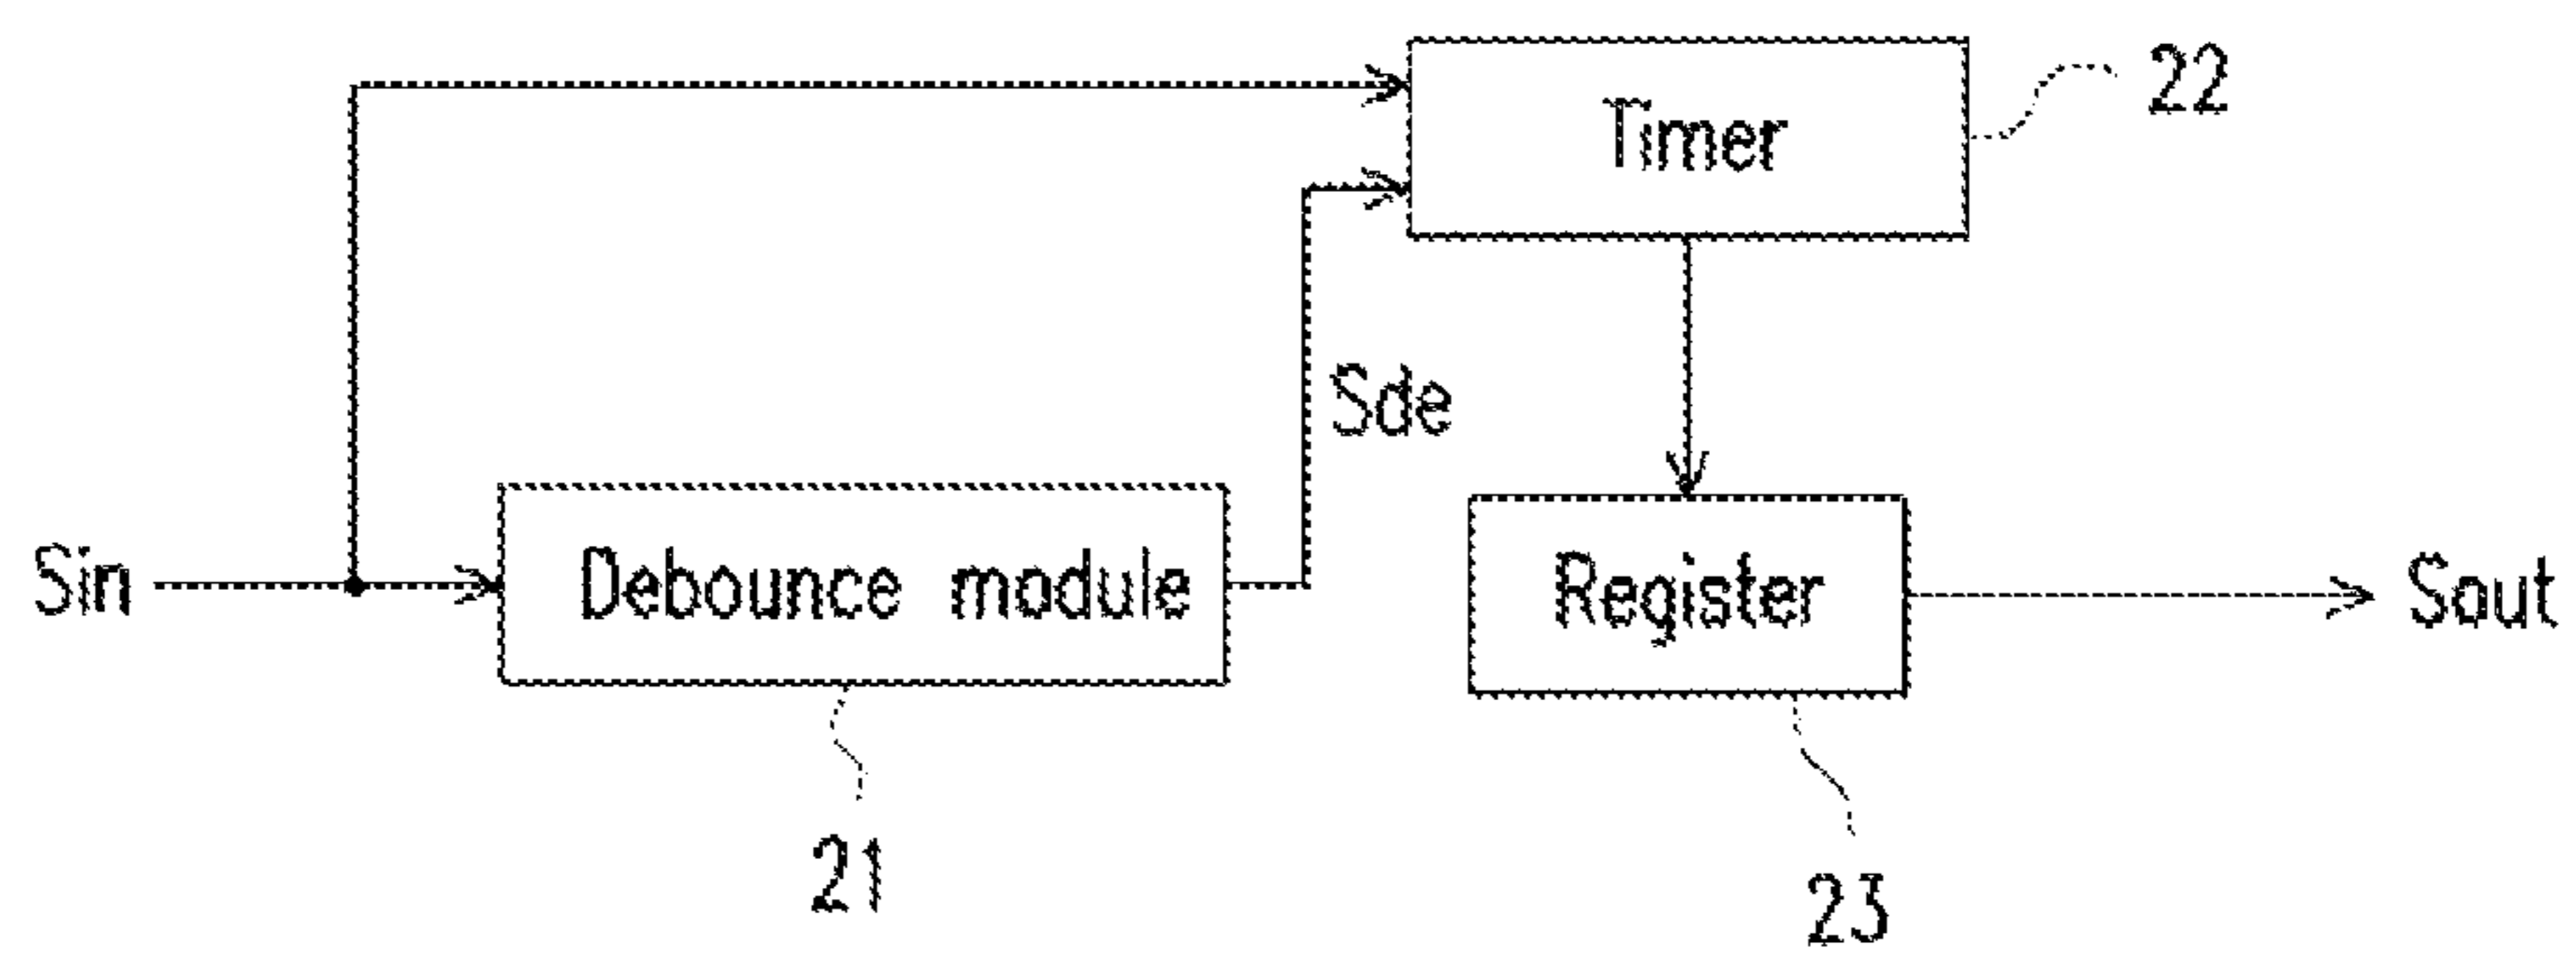 Timer
22
Sde
Sin
Debounce module
Register
Sout
21
23